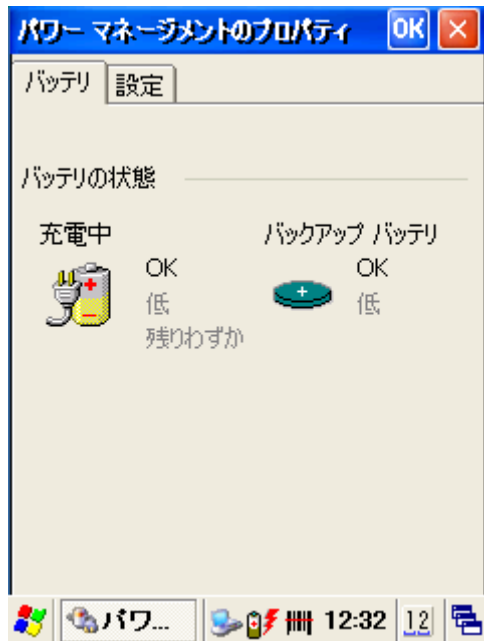 パワー マネージメントのプロパティ OK
バッテリ 設定
バッテリの状態
充電中 バックアップ バッテリ
OK OK
低 低
残りわずか
パワ... 12:32 12